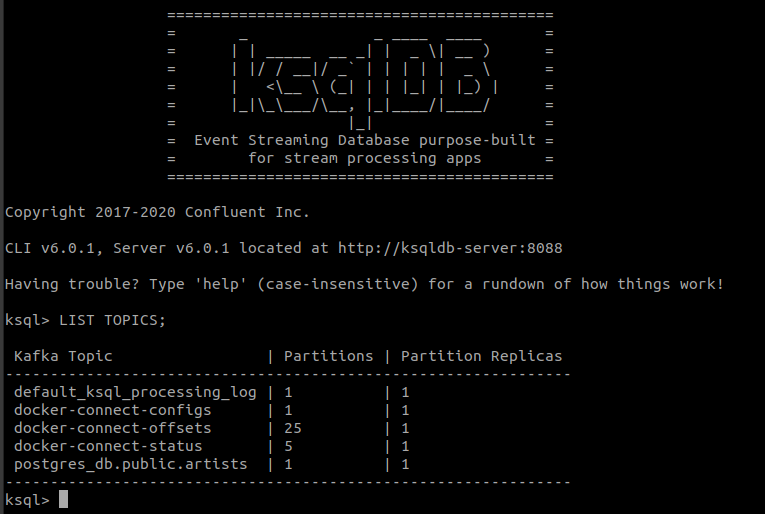 ===========================================
=       _              _ ____  ____       =
=      | | _____  __ _| |  _ \| __ )      =
=      | |/ / __|/ _` | | | | |  _ \      =
=      |   <\__ \ (_| | | |_| | |_) |     =
=      |_|\_\___/\__, |_|____/|____/      =
=                   |_|                   =
=  Event Streaming Database purpose-built =
=        for stream processing apps       =
===========================================
Copyright 2017-2020 Confluent Inc.
CLI v6.0.1, Server v6.0.1 located at http://ksqldb-server:8088
Having trouble? Type 'help' (case-insensitive) for a rundown of how things work!
ksql> LIST TOPICS;
 Kafka Topic                 | Partitions | Partition Replicas
---------------------------------------------------------------
 default_ksql_processing_log | 1          | 1
 docker-connect-configs      | 1          | 1
 docker-connect-offsets      | 25         | 1
 docker-connect-status       | 5          | 1
 postgres_db.public.artists  | 1          | 1
---------------------------------------------------------------
ksql>